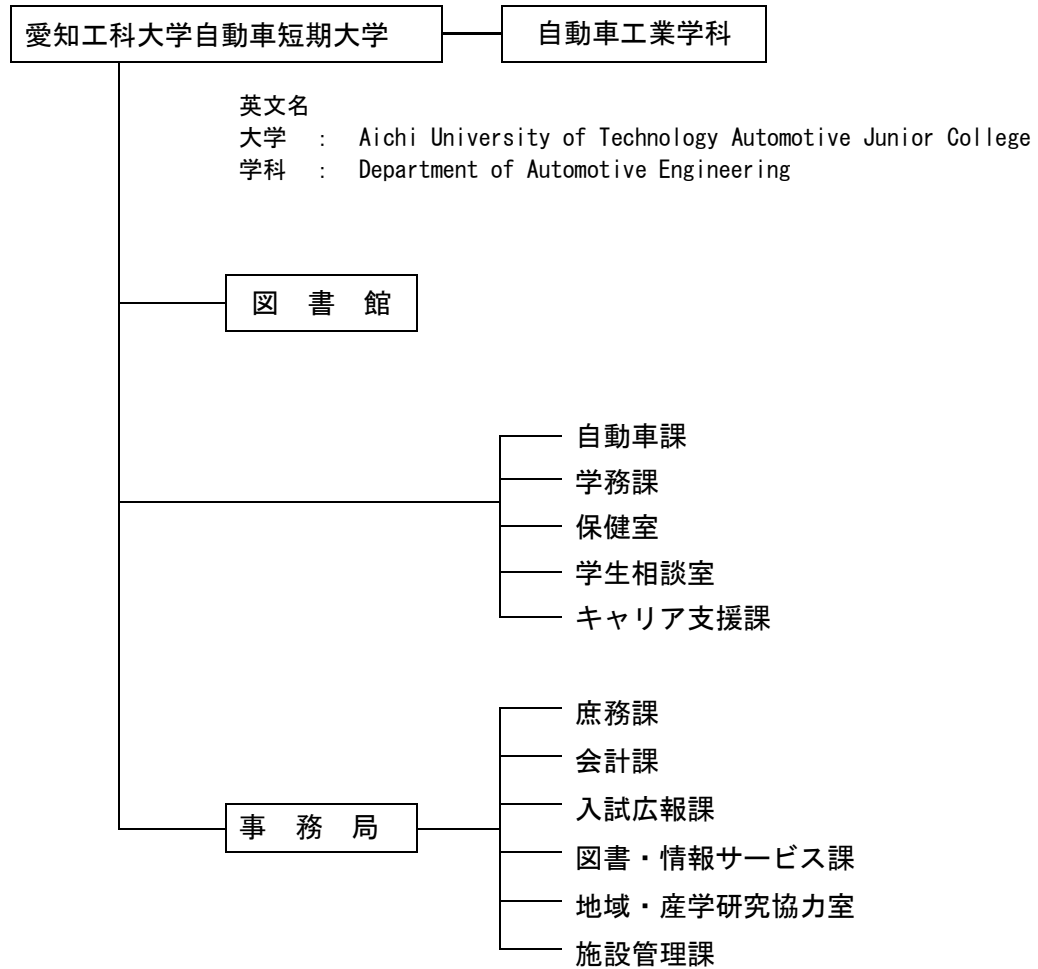 愛知工科大学自動車短期大学 自動車工業学科
英文名
大学 : Aichi University of Technology Automotive Junior College
学科 : Department of Automotive Engineering
図 書 館
自動車課
学務課
保健室
学生相談室
キャリア支援課
庶務課
会計課
入試広報課
事 務 局
図書・情報サービス課
地域・産学研究協力室
施設管理課